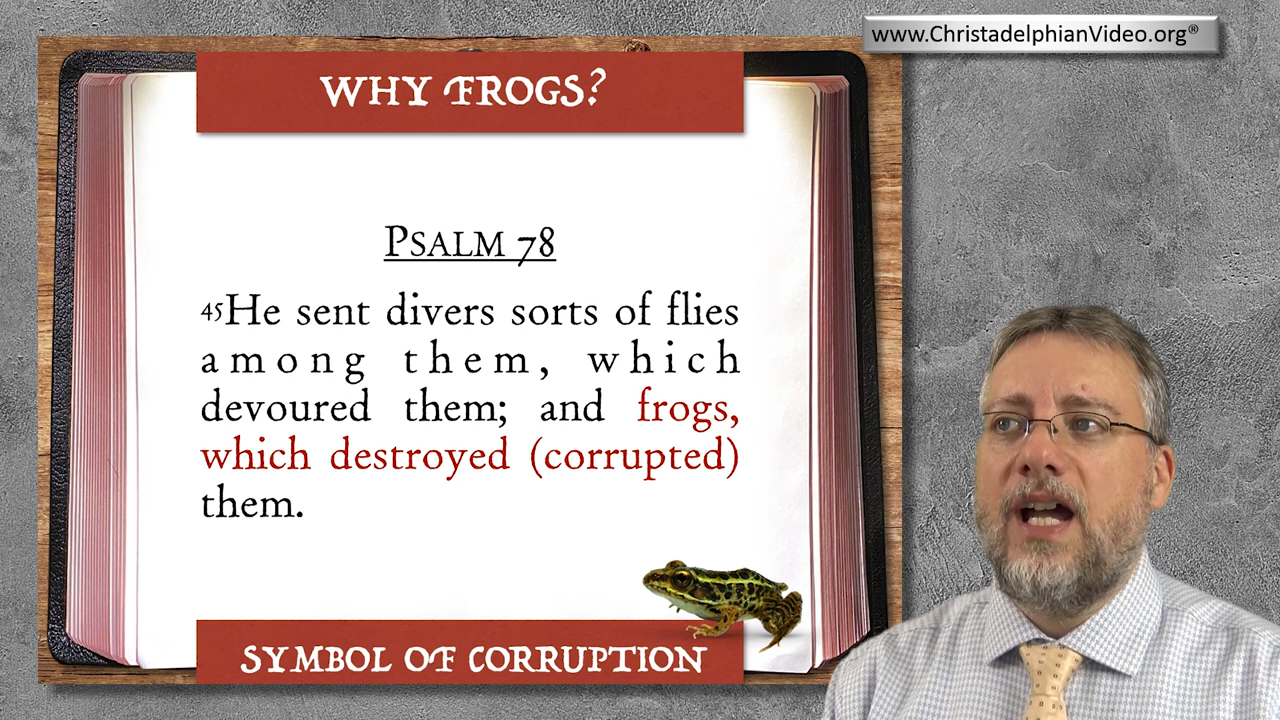 www.ChristadelphianVideo.org®
WHY FROGS?
PSALM 78
45He sent divers sorts of flies
among them, which
devoured them; and frogs,
which destroyed (corrupted)
them.
SYMBOL OF CORRUPTION